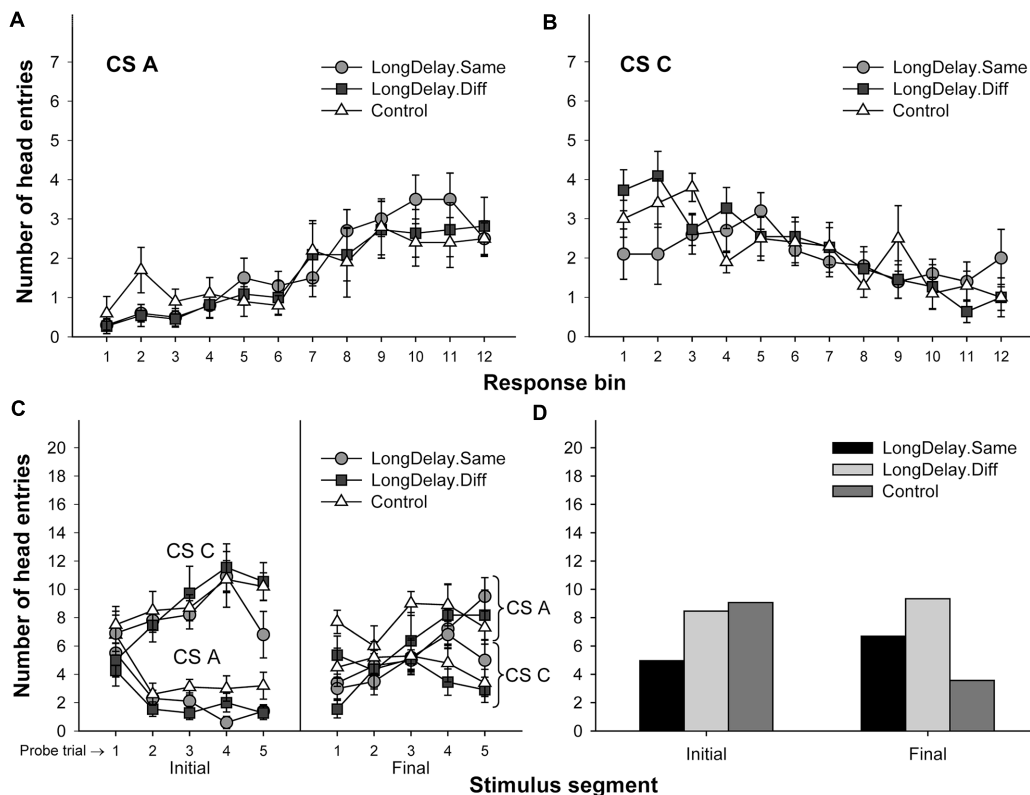 A
CS A
LongDelay.Same
LongDelay.Diff
Control
Number of head entries
7
6
5
4
3
2
1
0
1 2 3 4 5 6 7 8 9 10 11 12
B
CS C
LongDelay.Same
LongDelay.Diff
Control
7
6
5
4
3
2
1
0
1 2 3 4 5 6 7 8 9 10 11 12
Response bin
C
Number of head entries
20
18
16
14
12
10
8
6
4
2
0
CS C
CS A
LongDelay.Same
LongDelay.Diff
Control
CS A
CS C
Probe trial → 1 2 3 4 5 1 2 3 4 5
Initial Final
D
LongDelay.Same
LongDelay.Diff
Control
20
18
16
14
12
10
8
6
4
2
0
Initial Final
Stimulus segment